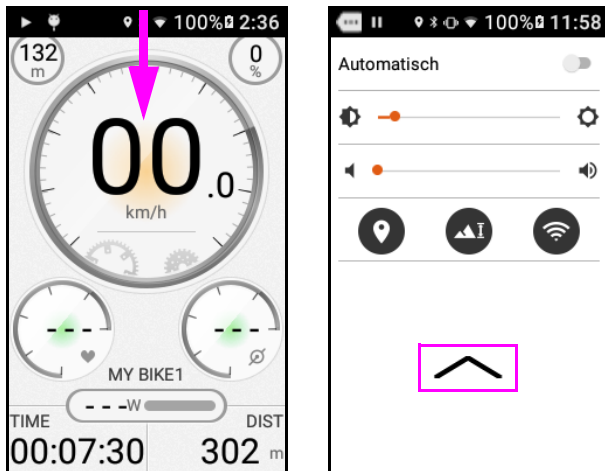 100% 2:36
132
m
0
%
00.0
km/h
- - -
- - -
MY BIKE1
- - -W
TIME
DIST
00:07:30
302 m
100% 11:58
Automatisch